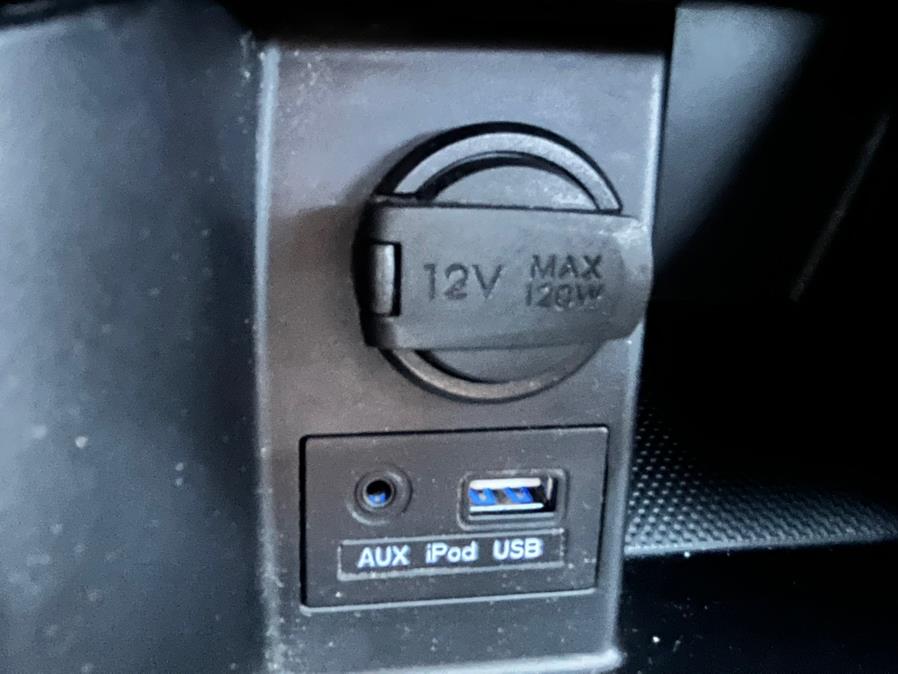 12V MAX
120W
AUX iPod USB